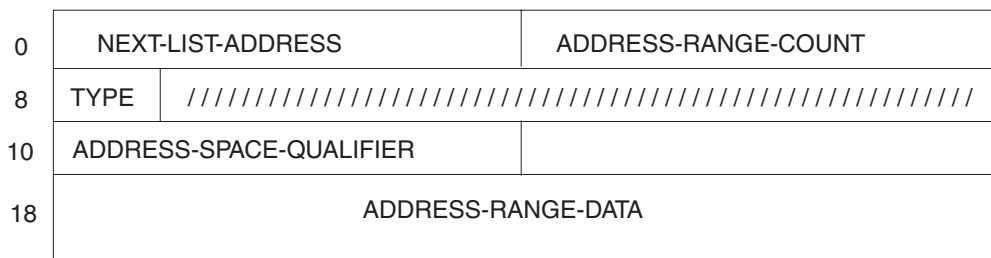 0 NEXT-LIST-ADDRESS ADDRESS-RANGE-COUNT
8 TYPE / / / / / / / / / / / / / / / / / / / / / / / / / / / / / / / / / / / / / / / / / / / / / / / / / / / / / / / / / / /
10 ADDRESS-SPACE-QUALIFIER
18 ADDRESS-RANGE-DATA